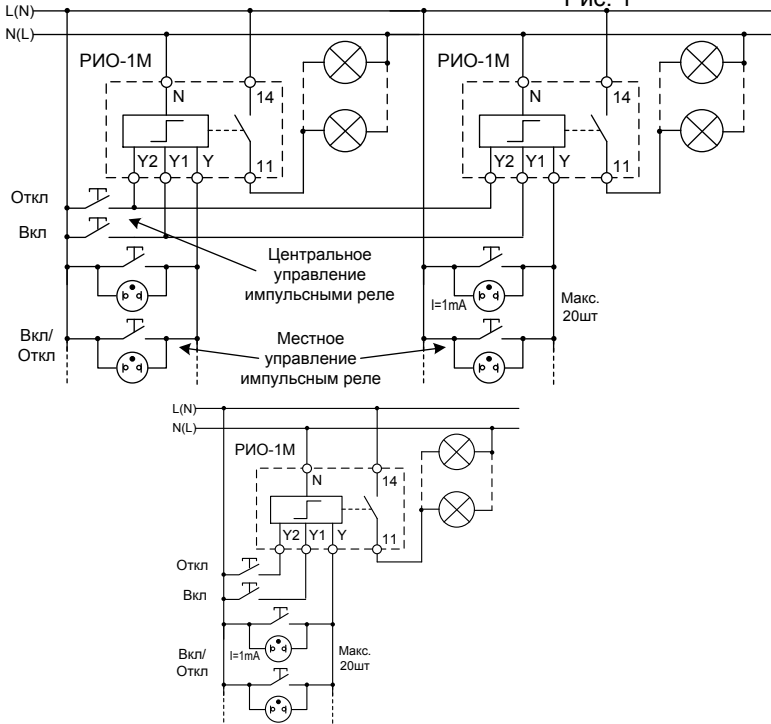 Рис. 1
L(N)
N(L)
РИО-1М
РИО-1М
N
14
N
14
Y2 Y1 Y
11
Y2 Y1 Y
11
Откл
Вкл
Центральное
управление
импульсными реле
I=1mA
Макс.
20шт
Вкл/
Откл
Местное
управление
импульсным реле
L(N)
N(L)
РИО-1М
N
14
Y2 Y1 Y
11
Откл
Вкл
Вкл/
Откл
I=1mA
Макс.
20шт